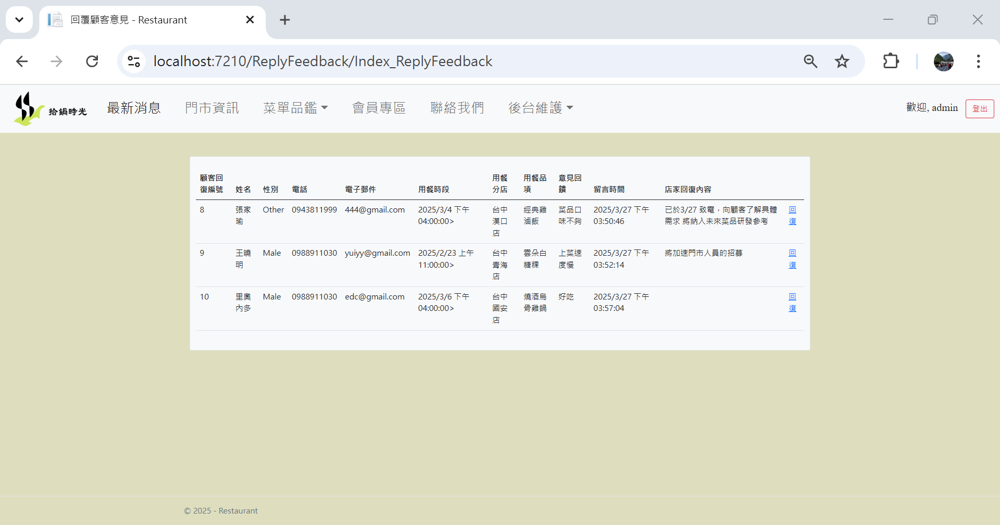 回覆顧客意見 - Restaurant
localhost:7210/ReplyFeedback/Index_ReplyFeedback
拾鍋時光 最新消息 門市資訊 菜單品鑑 會員專區 聯絡我們 後台維護 歡迎, admin 登出
顧客回 用餐 用餐品 意見回
復編號 姓名 性別 電話 電子郵件 用餐時段 分店 項 饋 留言時間 店家回復內容
8 張家 Other 0943811999 444@gmail.com 2025/3/4 下午 台中 經典雞 菜品口 2025/3/27 下午 已於3/27 致電，向顧客了解具體 回
瑜 04:00:00> 漢口 滷飯 味不夠 03:50:46 需求 將納入未來菜品研發參考 復
店
9 王曉 Male 0988911030 yuiyy@gmail.com 2025/2/23 上午 台中 雲朵白 上菜速 2025/3/27 下午 將加速門市人員的招募 回
明 11:00:00> 青海 糖粿 度慢 03:52:14 復
店
10 里奧 Male 0988911030 edc@gmail.com 2025/3/6 下午 台中 燒酒烏 好吃 2025/3/27 下午 回
內多 04:00:00> 國安 骨雞鍋 03:57:04 復
店
© 2025 - Restaurant